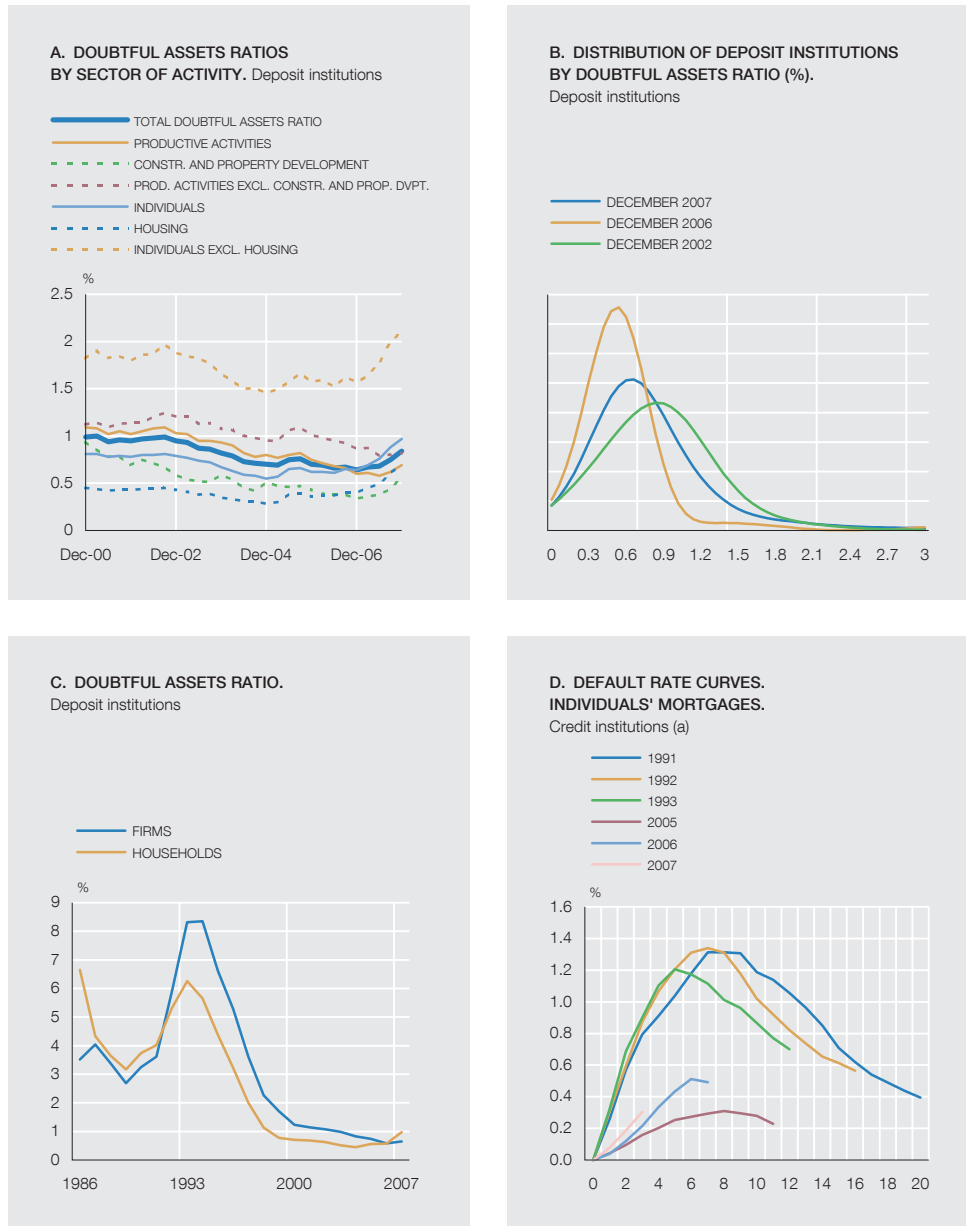 A. DOUBTFUL ASSETS RATIOS
BY SECTOR OF ACTIVITY. Deposit institutions
TOTAL DOUBTFUL ASSETS RATIO
PRODUCTIVE ACTIVITIES
CONSTR. AND PROPERTY DEVELOPMENT
PROD. ACTIVITIES EXCL. CONSTR. AND PROP. DVPT.
INDIVIDUALS
HOUSING
INDIVIDUALS EXCL. HOUSING
%
2.5
2
1.5
1
0.5
0
Dec-00 Dec-02 Dec-04 Dec-06
B. DISTRIBUTION OF DEPOSIT INSTITUTIONS
BY DOUBTFUL ASSETS RATIO (%).
Deposit institutions
DECEMBER 2007
DECEMBER 2006
DECEMBER 2002
0 0.3 0.6 0.9 1.2 1.5 1.8 2.1 2.4 2.7 3
C. DOUBTFUL ASSETS RATIO.
Deposit institutions
FIRMS
HOUSEHOLDS
%
9
8
7
6
5
4
3
2
1
0
1986 1993 2000 2007
D. DEFAULT RATE CURVES.
INDIVIDUALS' MORTGAGES.
Credit institutions (a)
1991
1992
1993
2005
2006
2007
%
1.6
1.4
1.2
1.0
0.8
0.6
0.4
0.2
0.0
0 2 4 6 8 10 12 14 16 18 20